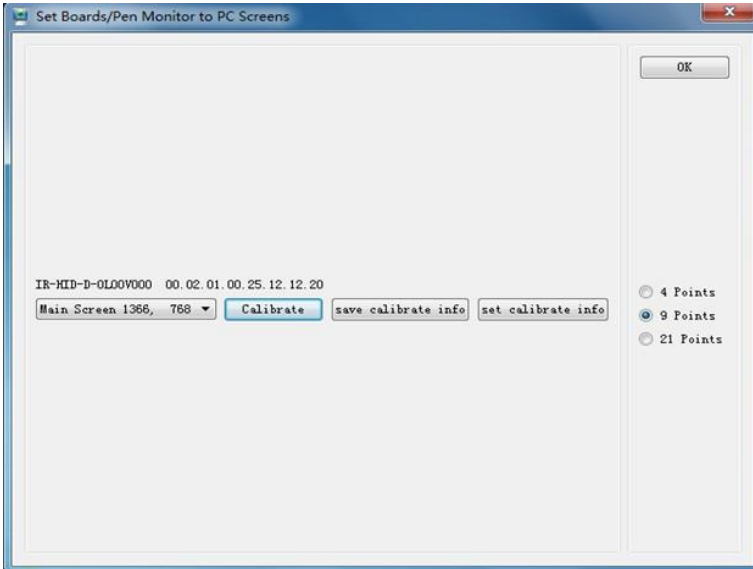 Set Boards/Pen Monitor to PC Screens
OK
IR-HID-D-0L00V000 00.02.01.00.25.12.12.20
Main Screen 1366, 768
Calibrate
save calibrate info
set calibrate info
4 Points
9 Points
21 Points